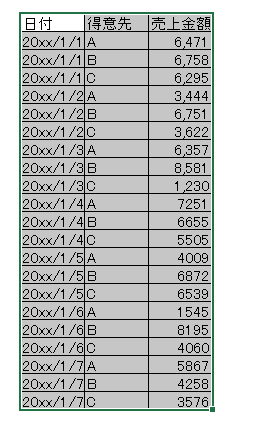 日付 得意先 売上金額
20xx/1/1 A 6,471
20xx/1/1 B 6,758
20xx/1/1 C 6,295
20xx/1/2 A 3,444
20xx/1/2 B 6,751
20xx/1/2 C 3,622
20xx/1/3 A 6,357
20xx/1/3 B 8,581
20xx/1/3 C 1,230
20xx/1/4 A 7251
20xx/1/4 B 6655
20xx/1/4 C 5505
20xx/1/5 A 4009
20xx/1/5 B 6872
20xx/1/5 C 6539
20xx/1/6 A 1545
20xx/1/6 B 8195
20xx/1/6 C 4060
20xx/1/7 A 5867
20xx/1/7 B 4258
20xx/1/7 C 3576